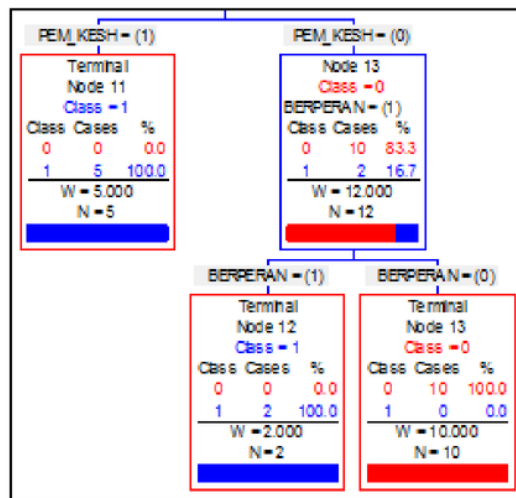 PEM_KESH = (1)
Terminal
Node 11
Class = 1
Class Cases %
0 0 0.0
1 5 100.0
W = 5.000
N = 5
PEM_KESH = (0)
Node 13
Class = 0
BERPERAN = (1)
Class Cases %
0 10 83.3
1 2 16.7
W = 12.000
N = 12
BERPERAN = (1)
Terminal
Node 12
Class = 1
Class Cases %
0 0 0.0
1 2 100.0
W = 2.000
N = 2
BERPERAN = (0)
Terminal
Node 13
Class = 0
Class Cases %
0 10 100.0
1 0 0.0
W = 10.000
N = 10